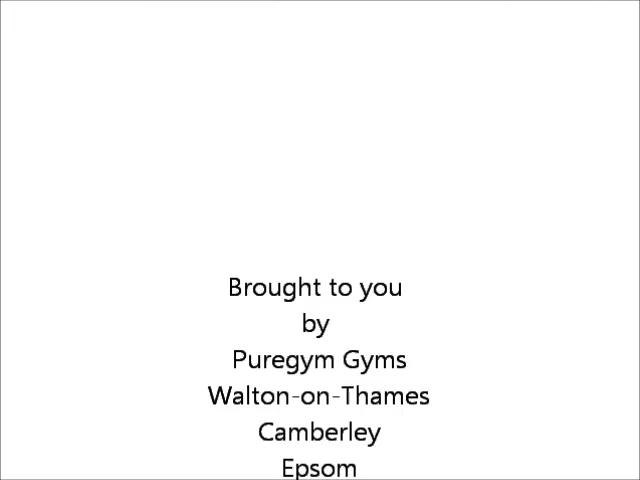 Brought to you
by
Puregym Gyms
Walton-on-Thames
Camberley
Epsom